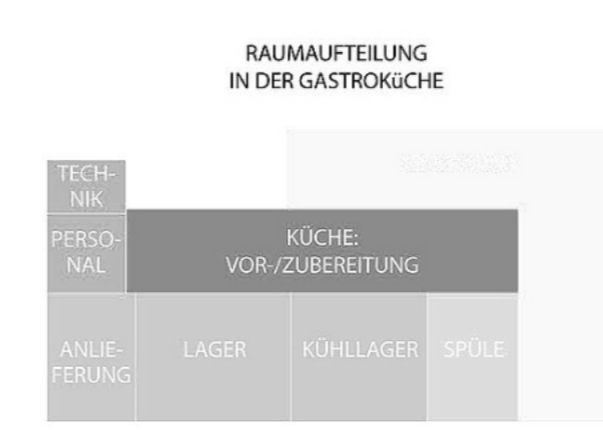 RAUMAUFTEILUNG
IN DER GASTROKüCHE
TECH-
NIK
PERSO-
NAL
KÜCHE:
VOR-/ZUBEREITUNG
ANLIE-
FERUNG
LAGER
KÜHLLAGER
SPÜLE